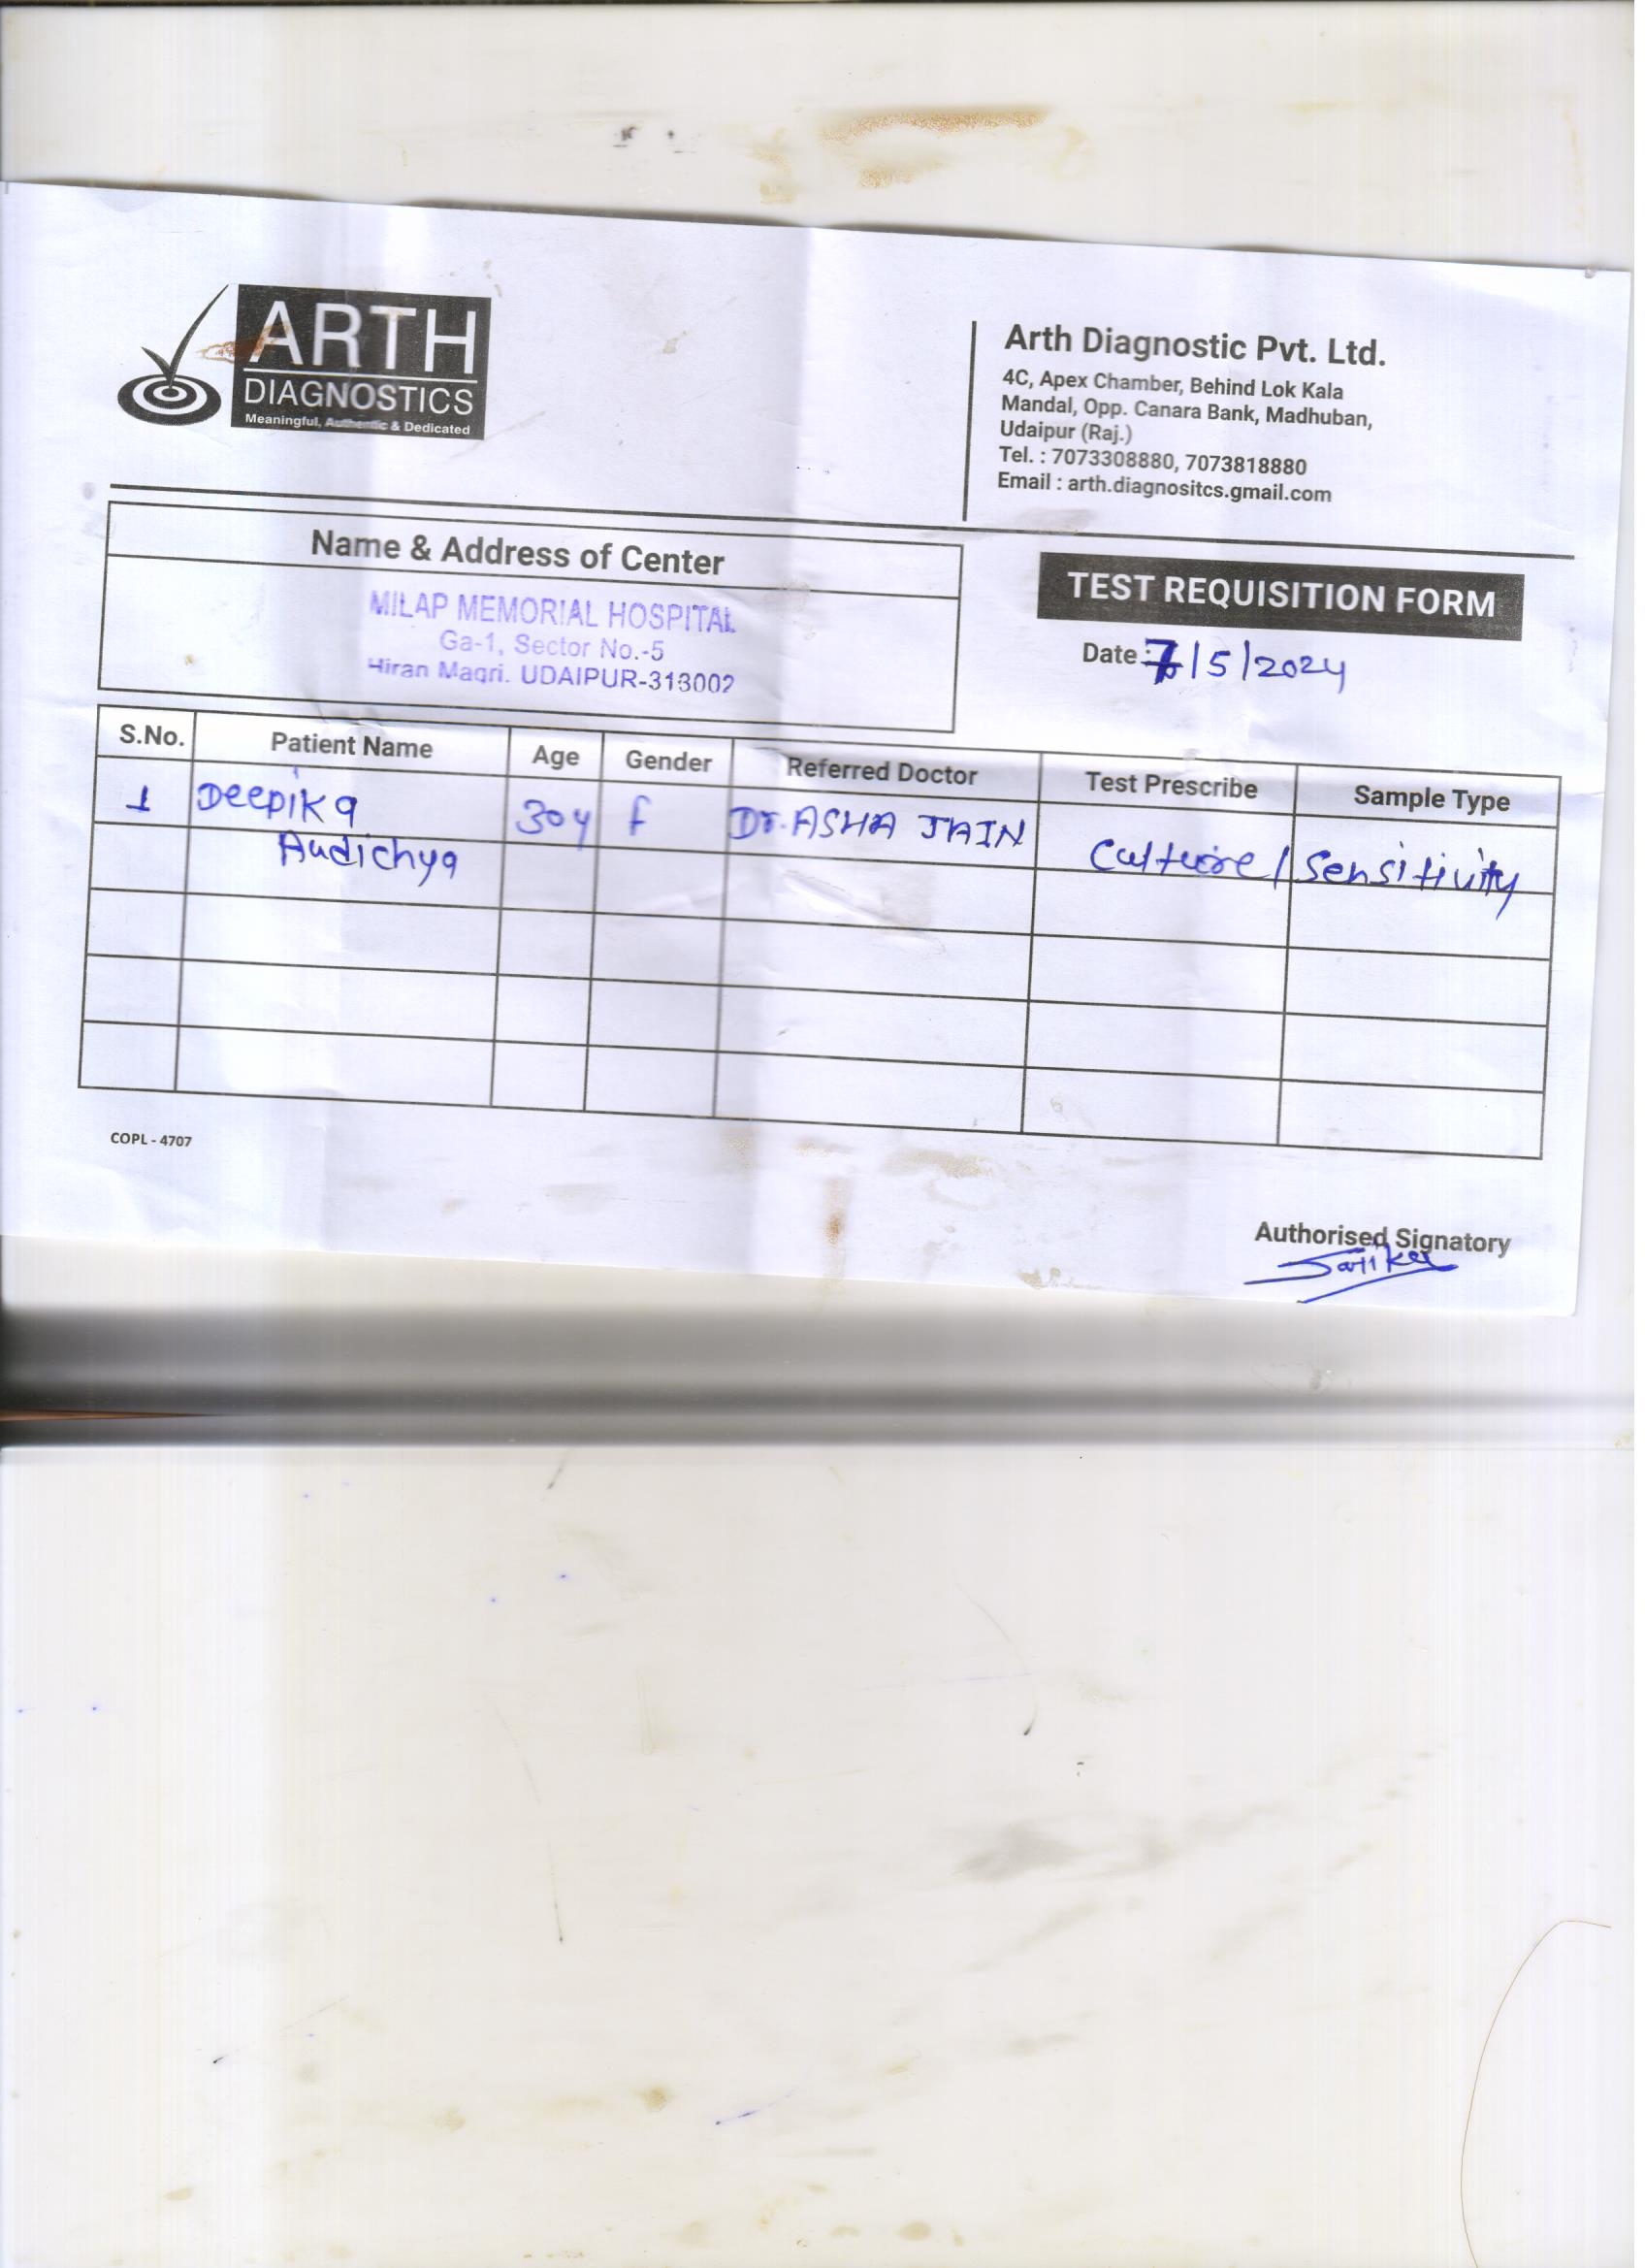 ARTH
DIAGNOSTICS
Meaningful, Authentic & Dedicated
Arth Diagnostic Pvt. Ltd.
4C, Apex Chamber, Behind Lok Kala
Mandal, Opp. Canara Bank, Madhuban,
Udaipur (Raj.)
Tel. : 7073308880, 7073818880
Email : arth.diagnositcs.gmail.com
Name & Address of Center
MILAP MEMORIAL HOSPITAL
Ga-1, Sector No.-5
Hiran Magri. UDAIPUR-313002
TEST REQUISITION FORM
Date : 7/5/2024
S.No. Patient Name Age Gender Referred Doctor Test Prescribe Sample Type
1 Deepika 30y f Dr. ASHA JAIN Culture/Sensitivity
Audichya
COPL - 4707
Authorised Signatory